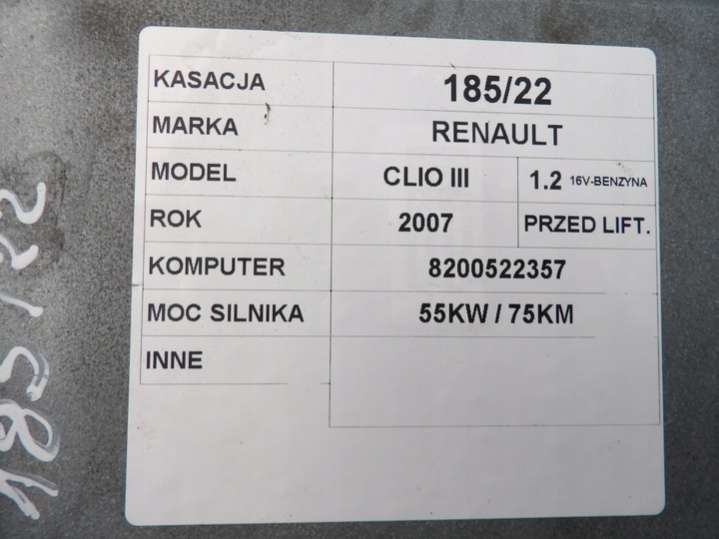 KASACJA 185/22
MARKA RENAULT
MODEL CLIO III 1.2 16V-BENZYNA
ROK 2007 PRZED LIFT.
KOMPUTER 8200522357
MOC SILNIKA 55KW / 75KM
INNE
185/22